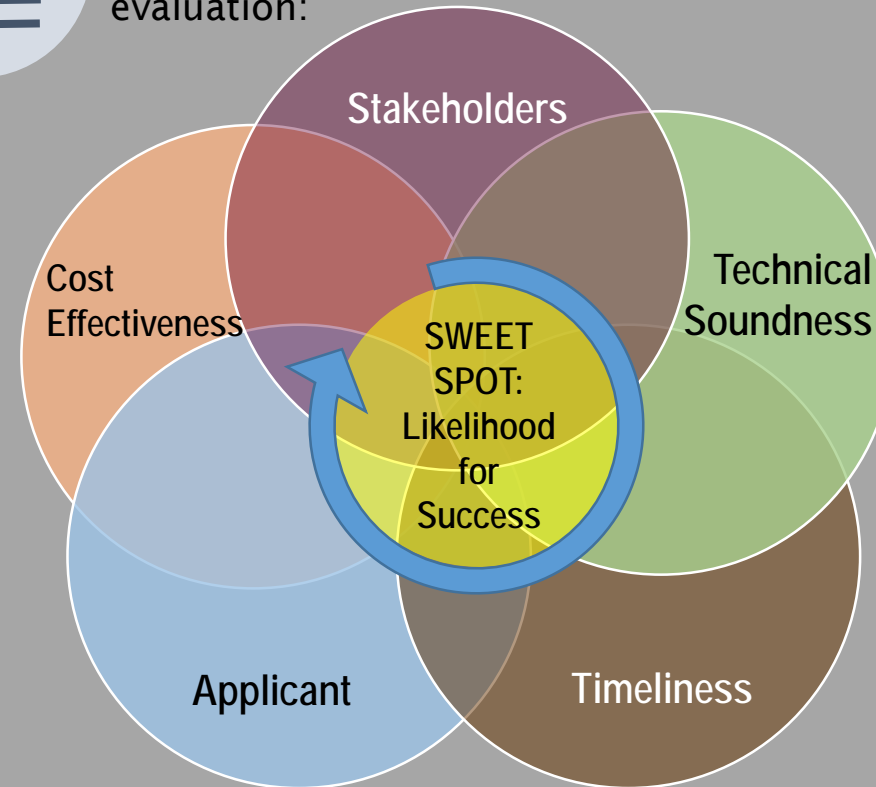 evaluation:
Stakeholders
Cost
Effectiveness
Technical
Soundness
SWEET
SPOT:
Likelihood
for
Success
Applicant
Timeliness